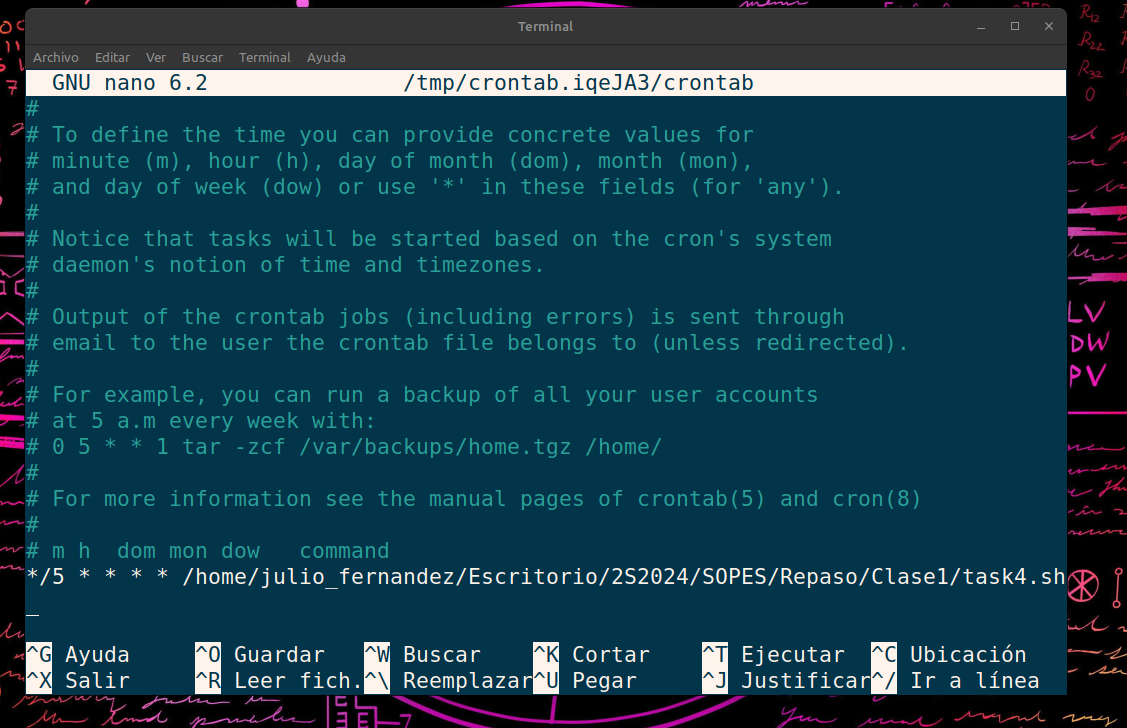 Terminal
Archivo Editar Ver Buscar Terminal Ayuda
GNU nano 6.2 /tmp/crontab.iqeJA3/crontab
#
# To define the time you can provide concrete values for
# minute (m), hour (h), day of month (dom), month (mon),
# and day of week (dow) or use '*' in these fields (for 'any').
#
# Notice that tasks will be started based on the cron's system
# daemon's notion of time and timezones.
#
# Output of the crontab jobs (including errors) is sent through
# email to the user the crontab file belongs to (unless redirected).
#
# For example, you can run a backup of all your user accounts
# at 5 a.m every week with:
# 0 5 * * 1 tar -zcf /var/backups/home.tgz /home/
#
# For more information see the manual pages of crontab(5) and cron(8)
#
# m h  dom mon dow   command
*/5 * * * * /home/julio_fernandez/Escritorio/2S2024/SOPES/Repaso/Clase1/task4.sh
^G Ayuda ^O Guardar ^W Buscar ^K Cortar ^T Ejecutar ^C Ubicación
^X Salir ^R Leer fich. ^\ Reemplazar ^U Pegar ^J Justificar ^/ Ir a línea
R12
R22
R32
0
LV
DW
PV